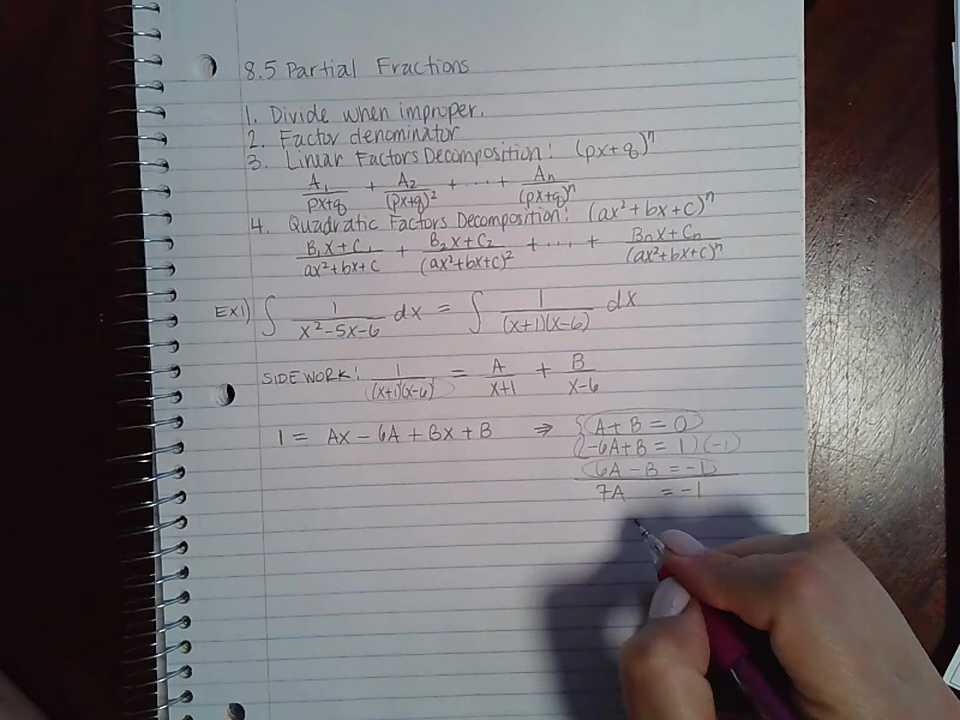 8.5 Partial Fractions
1. Divide when improper.
2. Factor denominator
3. Linear Factors Decomposition: (px+q)^n
A₁/(px+q) + A₂/(px+q)² + ... + Aₙ/(px+q)^n
4. Quadratic Factors Decomposition: (ax²+bx+c)^n
(B₁x+C₁)/(ax²+bx+c) + (B₂x+C₂)/(ax²+bx+c)² + .... + (Bₙx+Cₙ)/(ax²+bx+c)^n
EX1) ∫ 1/(x²-5x-6) dx = ∫ 1/((x+1)(x-6)) dx
SIDEWORK: 1/((x+1)(x-6)) = A/(x+1) + B/(x-6)
1 = Ax - 6A + Bx + B ⇒ { A+B = 0
{ (-6A+B = 1)(-1)
6A - B = -1
7A = -1